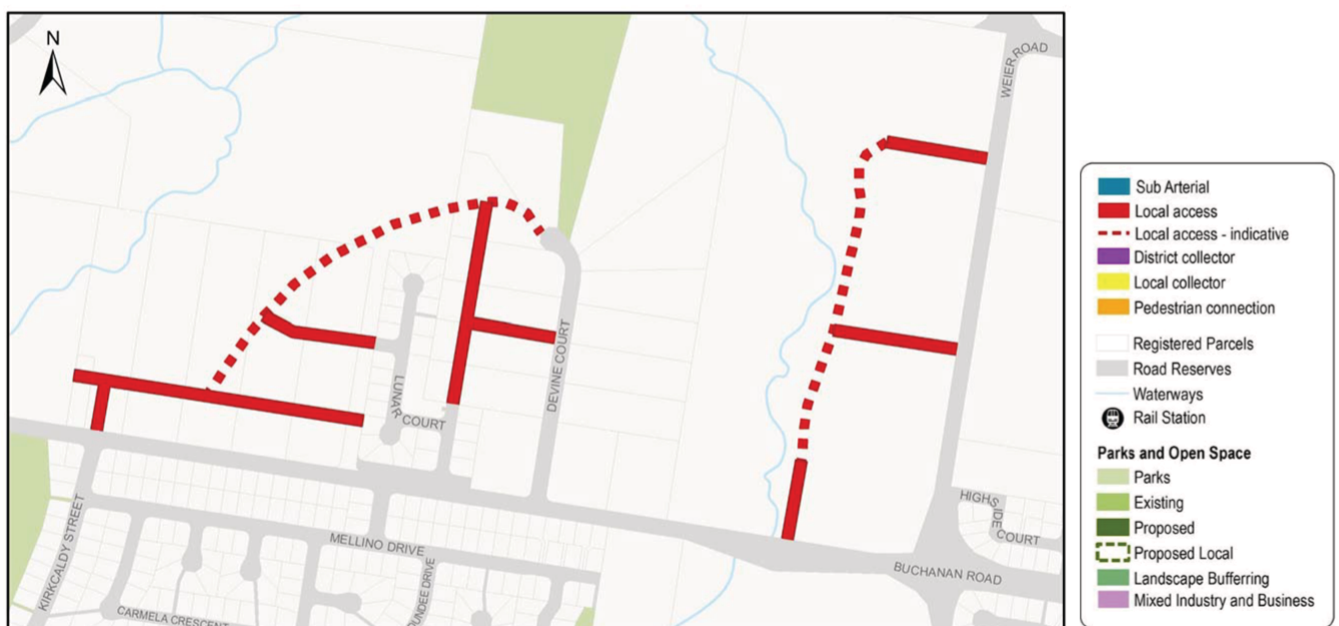 N
WEIER ROAD
DEVINE COURT
LUNAR COURT
HIGHSIDE COURT
KIRKCALDY STREET
MELLINO DRIVE
BUCHANAN ROAD
CARMELA CRESCENT
DUNDEE DRIVE
Sub Arterial
Local access
Local access - indicative
District collector
Local collector
Pedestrian connection
Registered Parcels
Road Reserves
Waterways
Rail Station
Parks and Open Space
Parks
Existing
Proposed
Proposed Local
Landscape Bufferring
Mixed Industry and Business